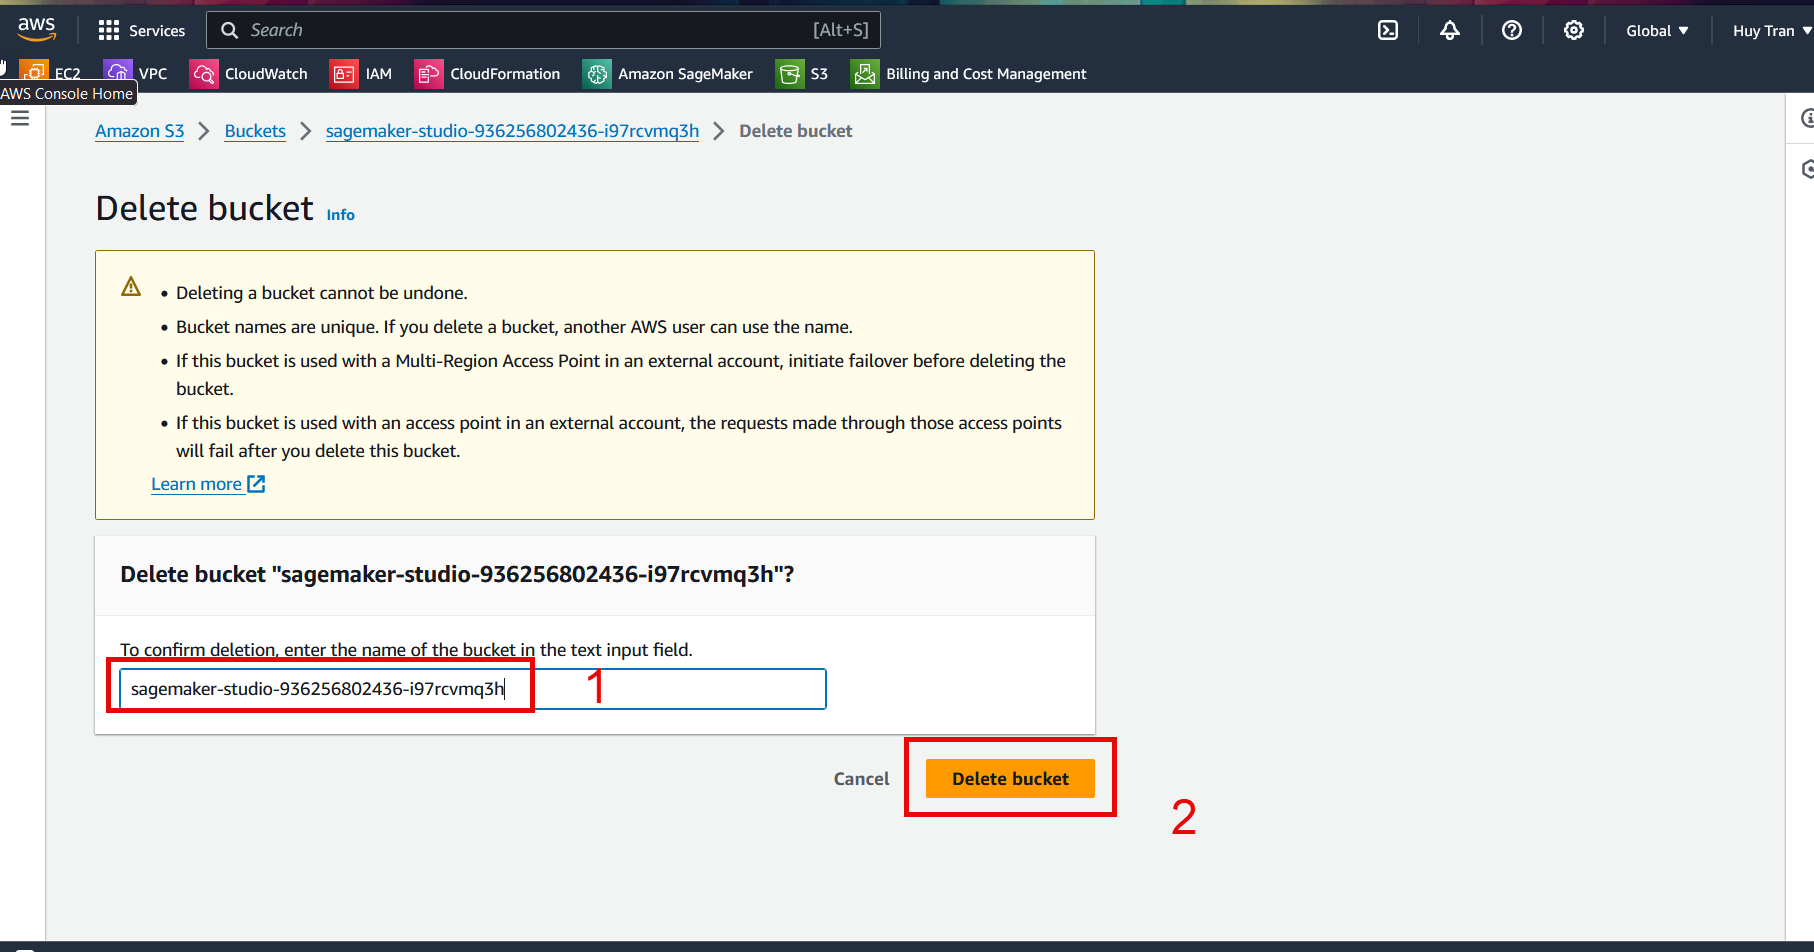 aws
Services
Search
[Alt+S]
Global
Huy Tran
EC2
VPC
CloudWatch
IAM
CloudFormation
Amazon SageMaker
S3
Billing and Cost Management
AWS Console Home
Amazon S3
Buckets
sagemaker-studio-936256802436-i97rcvmq3h
Delete bucket
Delete bucket
Info
Deleting a bucket cannot be undone.
Bucket names are unique. If you delete a bucket, another AWS user can use the name.
If this bucket is used with a Multi-Region Access Point in an external account, initiate failover before deleting the
bucket.
If this bucket is used with an access point in an external account, the requests made through those access points
will fail after you delete this bucket.
Learn more
Delete bucket "sagemaker-studio-936256802436-i97rcvmq3h"?
To confirm deletion, enter the name of the bucket in the text input field.
sagemaker-studio-936256802436-i97rcvmq3h
1
Cancel
Delete bucket
2